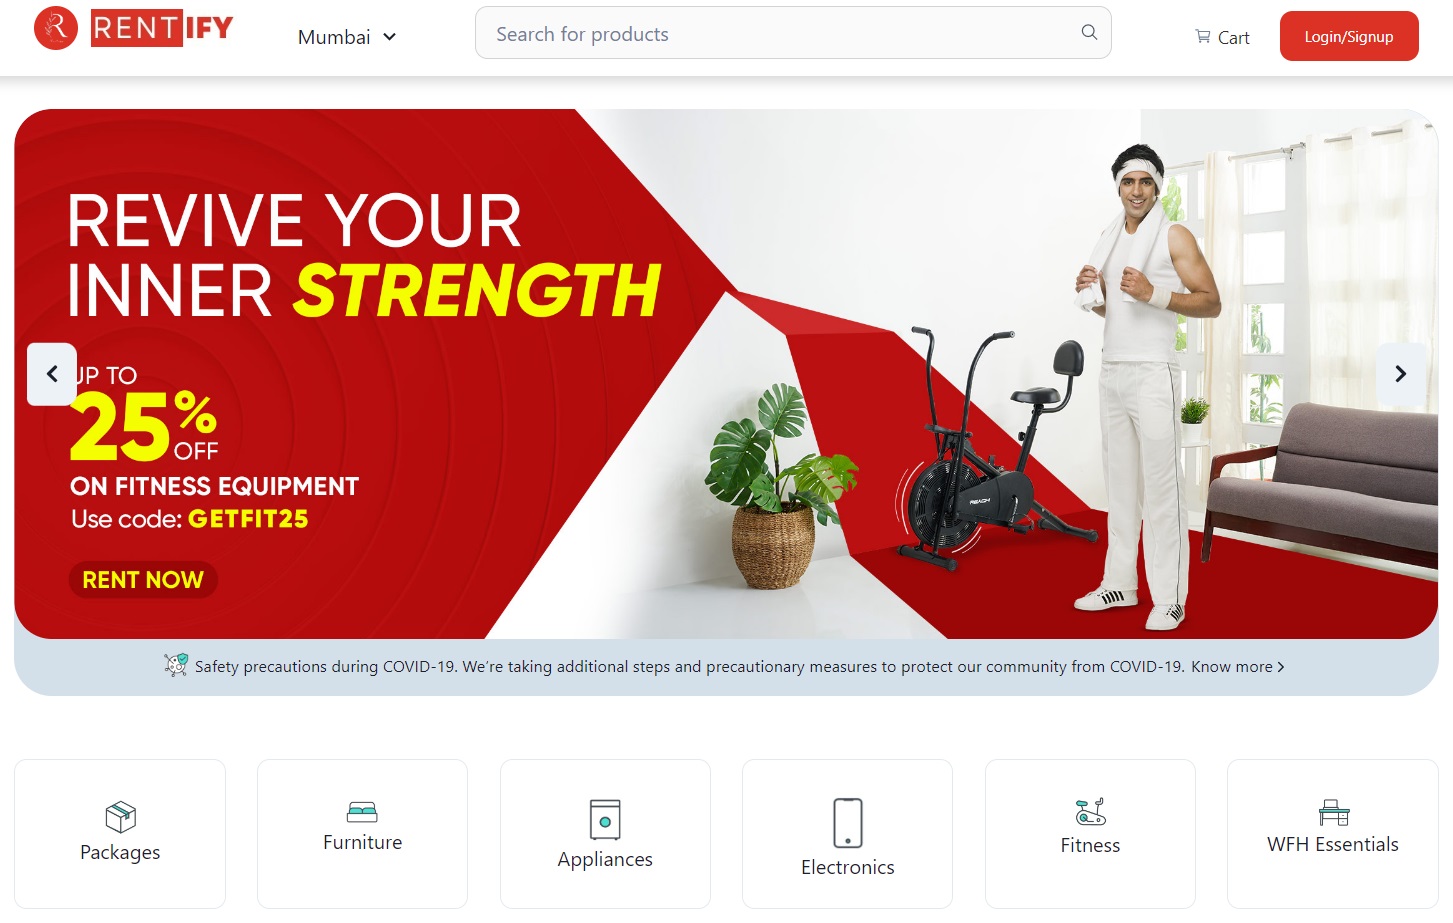 RENTIFY
Mumbai
Search for products
Cart
Login/Signup
REVIVE YOUR
INNER STRENGTH
UP TO
25%
OFF
ON FITNESS EQUIPMENT
Use code: GETFIT25
RENT NOW
REACH
Safety precautions during COVID-19. We’re taking additional steps and precautionary measures to protect our community from COVID-19. Know more
Packages
Furniture
Appliances
Electronics
Fitness
WFH Essentials